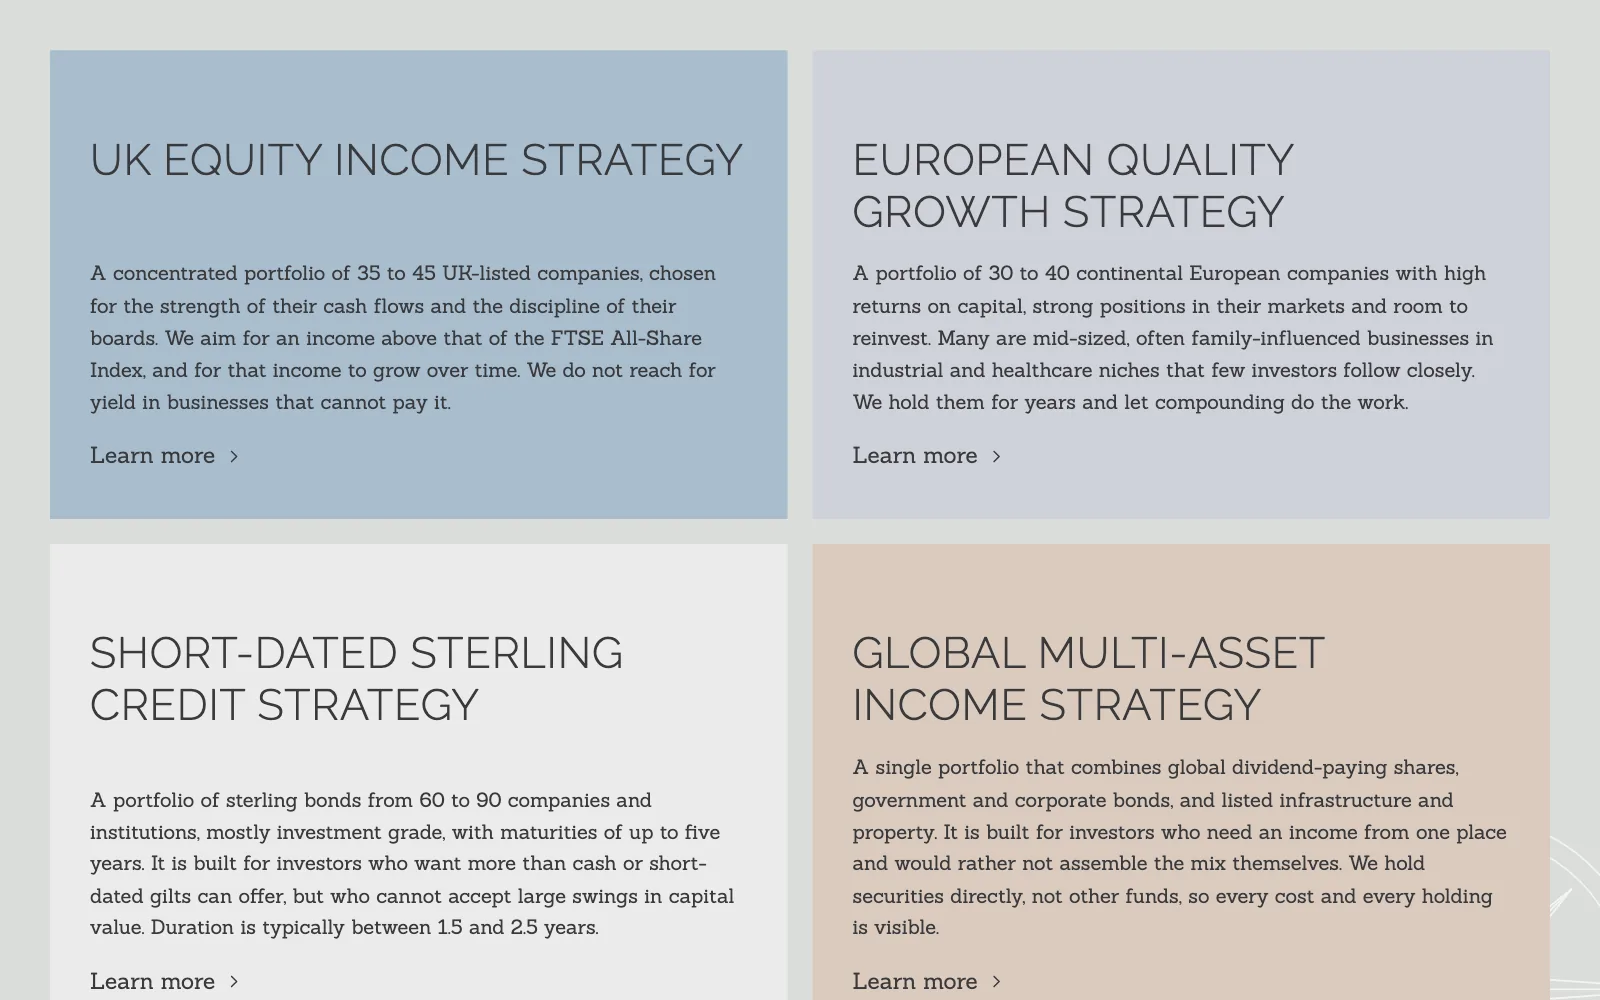 UK EQUITY INCOME STRATEGY
A concentrated portfolio of 35 to 45 UK-listed companies, chosen
for the strength of their cash flows and the discipline of their
boards. We aim for an income above that of the FTSE All-Share
Index, and for that income to grow over time. We do not reach for
yield in businesses that cannot pay it.
Learn more
EUROPEAN QUALITY
GROWTH STRATEGY
A portfolio of 30 to 40 continental European companies with high
returns on capital, strong positions in their markets and room to
reinvest. Many are mid-sized, often family-influenced businesses in
industrial and healthcare niches that few investors follow closely.
We hold them for years and let compounding do the work.
Learn more
SHORT-DATED STERLING
CREDIT STRATEGY
A portfolio of sterling bonds from 60 to 90 companies and
institutions, mostly investment grade, with maturities of up to five
years. It is built for investors who want more than cash or short-
dated gilts can offer, but who cannot accept large swings in capital
value. Duration is typically between 1.5 and 2.5 years.
Learn more
GLOBAL MULTI-ASSET
INCOME STRATEGY
A single portfolio that combines global dividend-paying shares,
government and corporate bonds, and listed infrastructure and
property. It is built for investors who need an income from one place
and would rather not assemble the mix themselves. We hold
securities directly, not other funds, so every cost and every holding
is visible.
Learn more